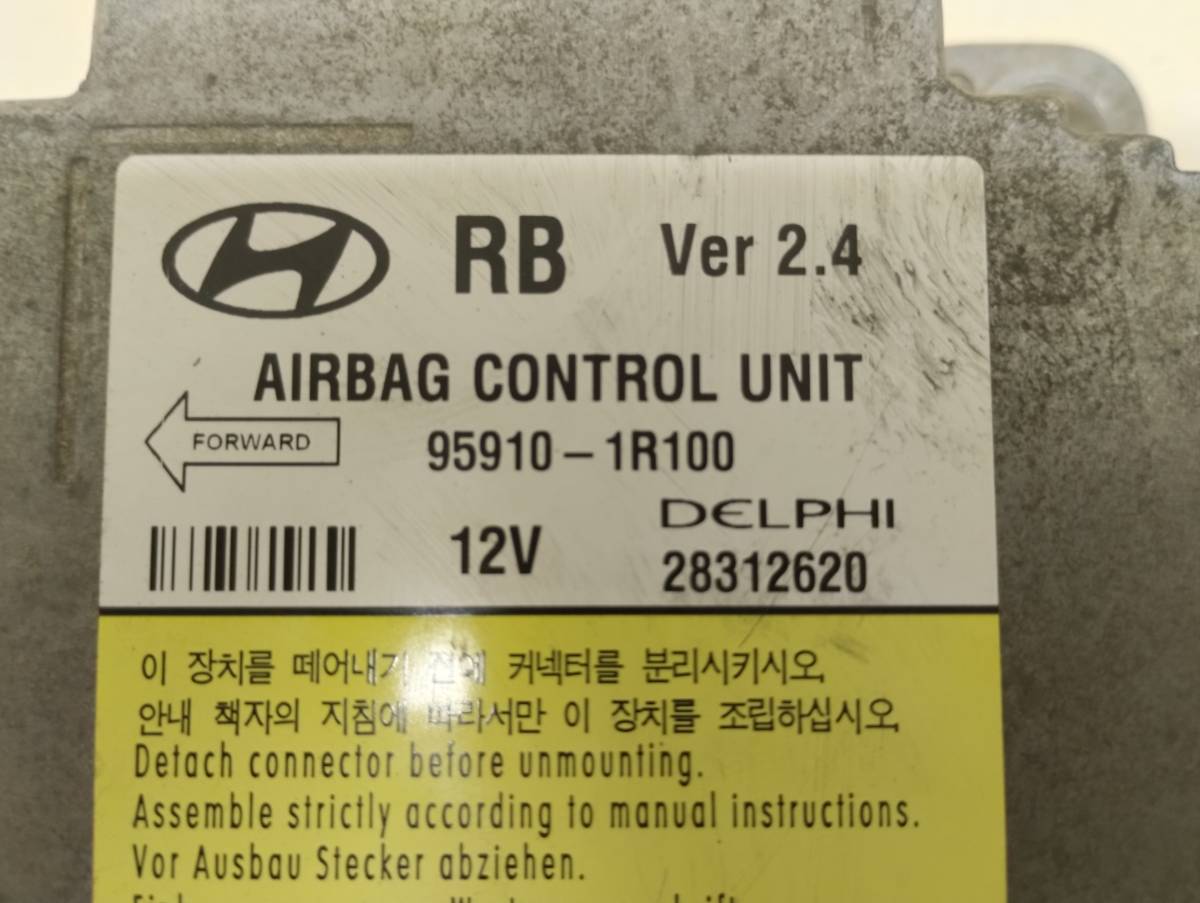 RB Ver 2.4
AIRBAG CONTROL UNIT
FORWARD 95910-1R100
DELPHI
12V 28312620
이 장치를 떼어내기 전에 커넥터를 분리시키시오.
안내 책자의 지침에 따라서만 이 장치를 조립하십시오.
Detach connector before unmounting.
Assemble strictly according to manual instructions.
Vor Ausbau Stecker abziehen.